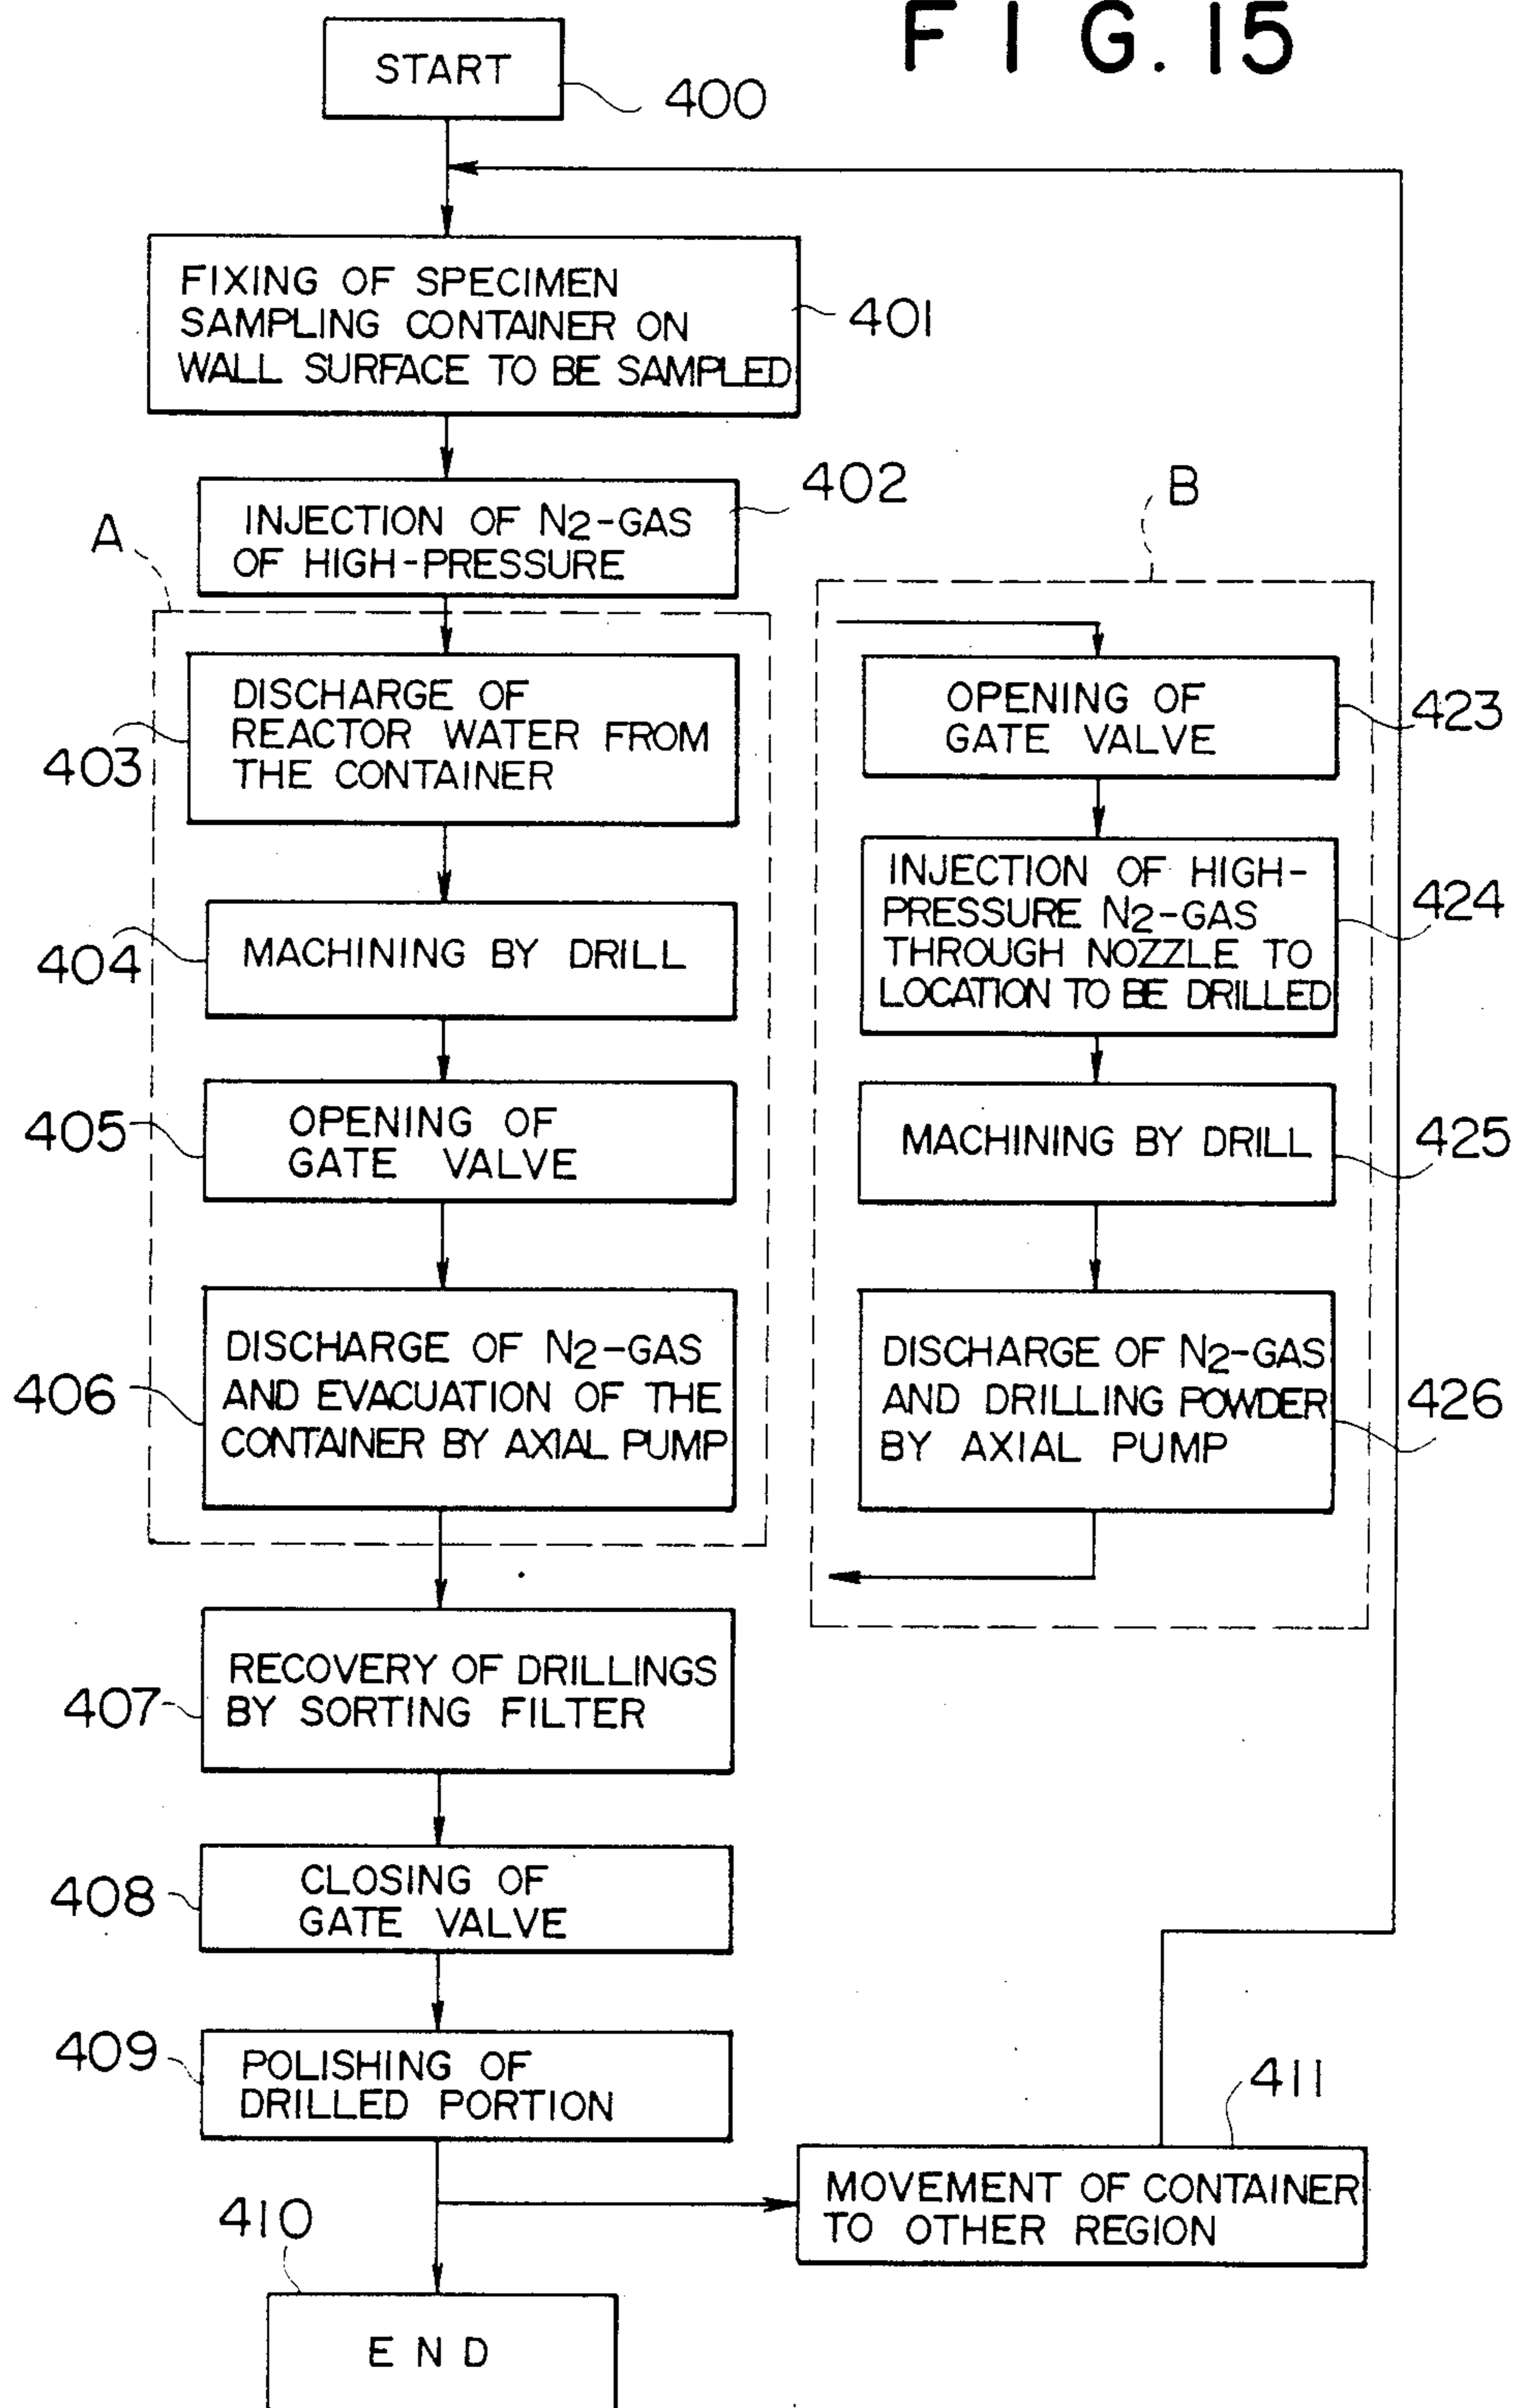 FIG. 15
START
400
FIXING OF SPECIMEN
SAMPLING CONTAINER ON
WALL SURFACE TO BE SAMPLED
401
INJECTION OF N2-GAS
OF HIGH-PRESSURE
402
A
DISCHARGE OF
REACTOR WATER FROM
THE CONTAINER
403
MACHINING BY DRILL
404
OPENING OF
GATE VALVE
405
DISCHARGE OF N2-GAS
AND EVACUATION OF THE
CONTAINER BY AXIAL PUMP
406
B
OPENING OF
GATE VALVE
423
INJECTION OF HIGH-
PRESSURE N2-GAS
THROUGH NOZZLE TO
LOCATION TO BE DRILLED
424
MACHINING BY DRILL
425
DISCHARGE OF N2-GAS
AND DRILLING POWDER
BY AXIAL PUMP
426
RECOVERY OF DRILLINGS
BY SORTING FILTER
407
CLOSING OF
GATE VALVE
408
POLISHING OF
DRILLED PORTION
409
411
MOVEMENT OF CONTAINER
TO OTHER REGION
410
END